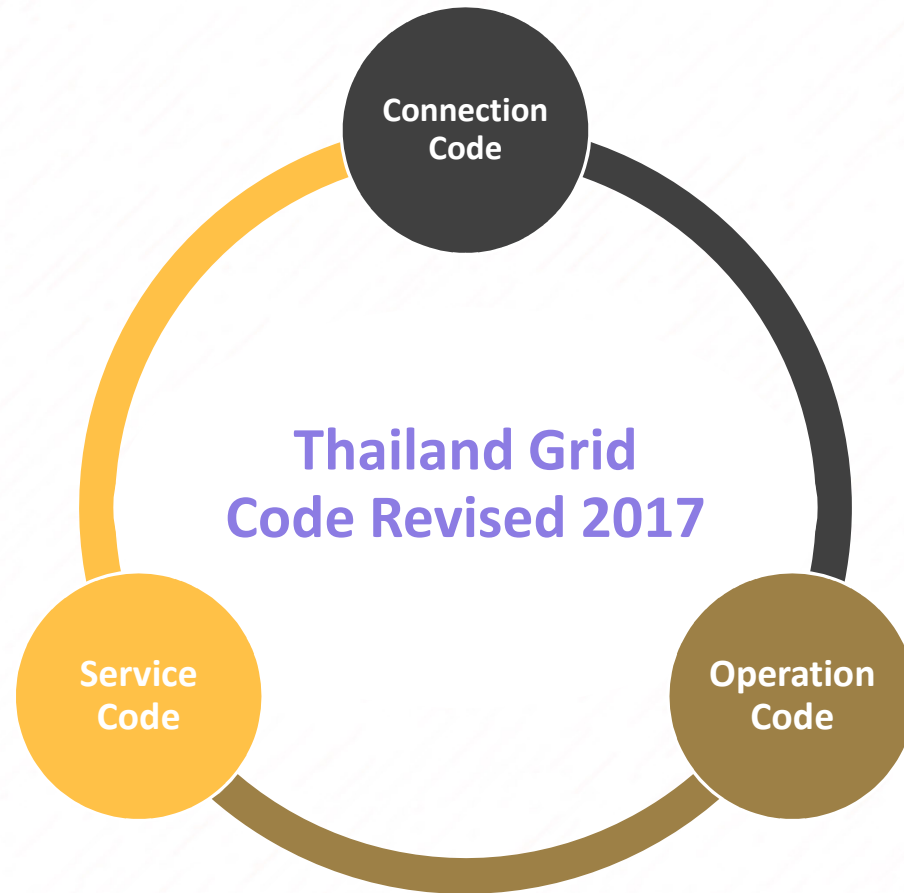 Connection
Code
Thailand Grid
Code Revised 2017
Service
Code
Operation
Code